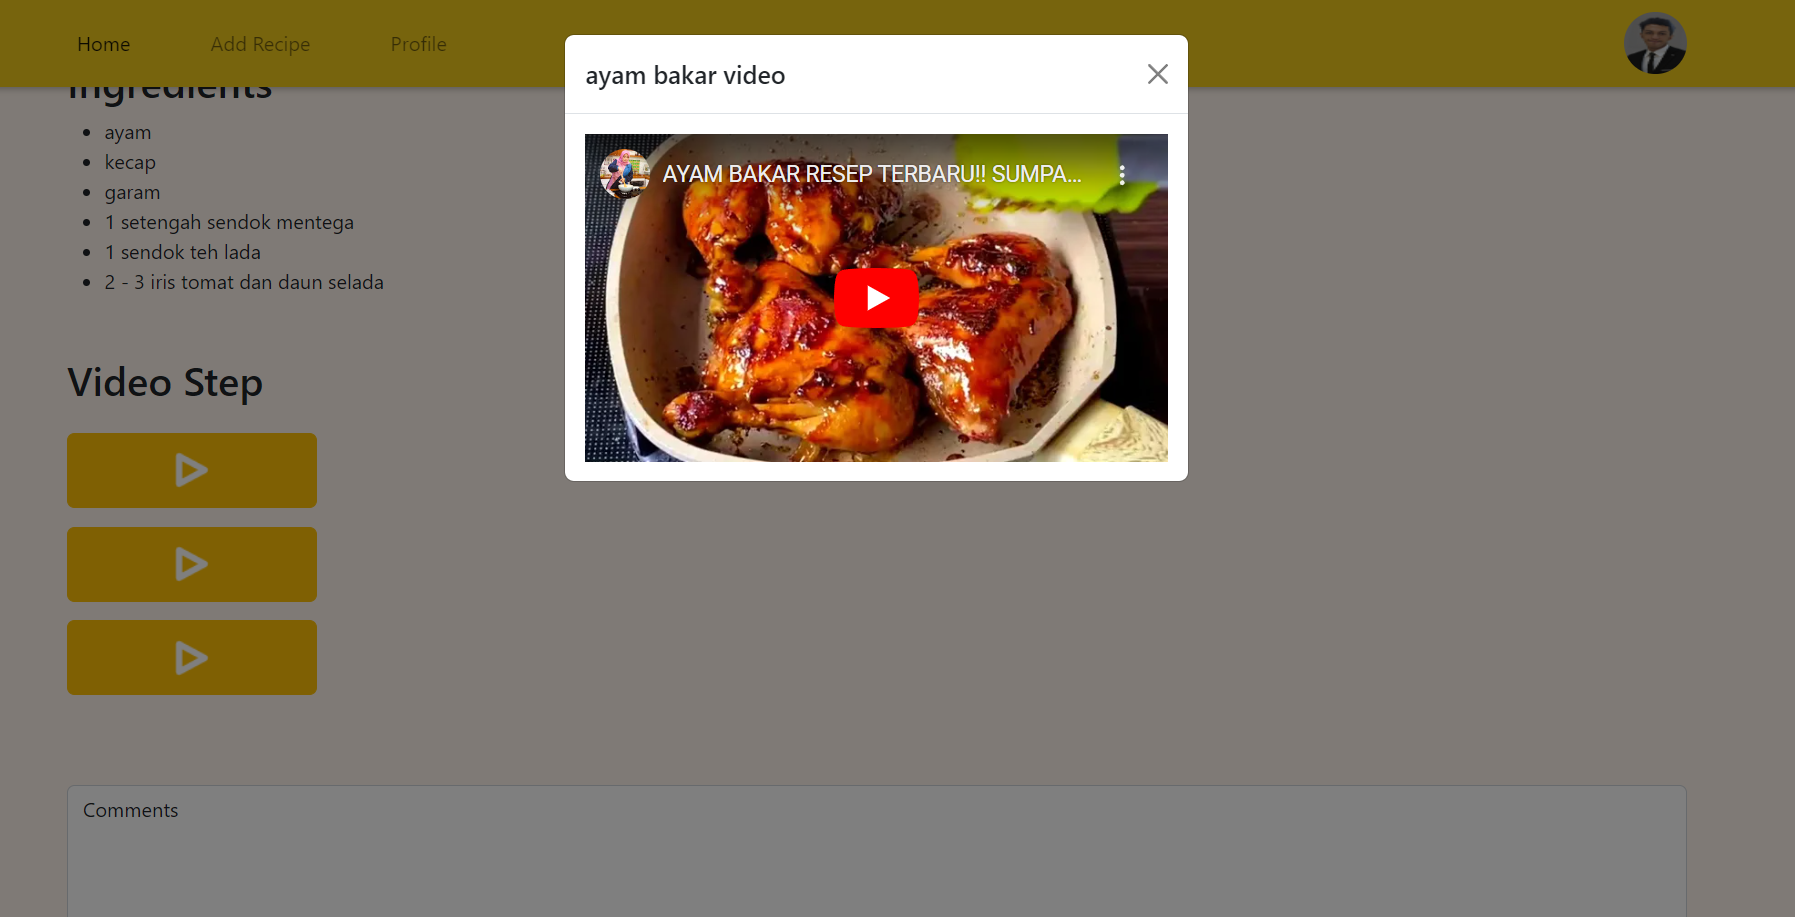 Home Add Recipe Profile
ayam bakar video
AYAM BAKAR RESEP TERBARU!! SUMPA...
Ingredients
ayam
kecap
garam
1 setengah sendok mentega
1 sendok teh lada
2 - 3 iris tomat dan daun selada
Video Step
Comments